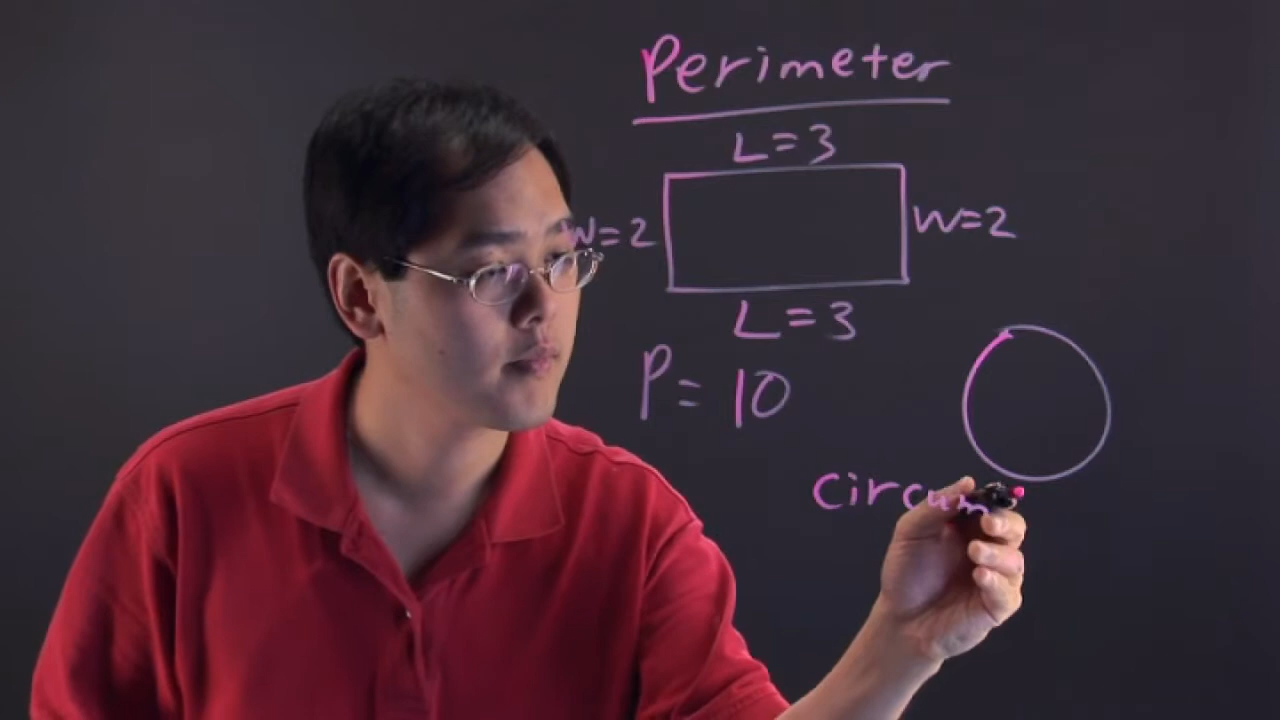 Perimeter
L=3
W=2 W=2
L=3
P=10
circum